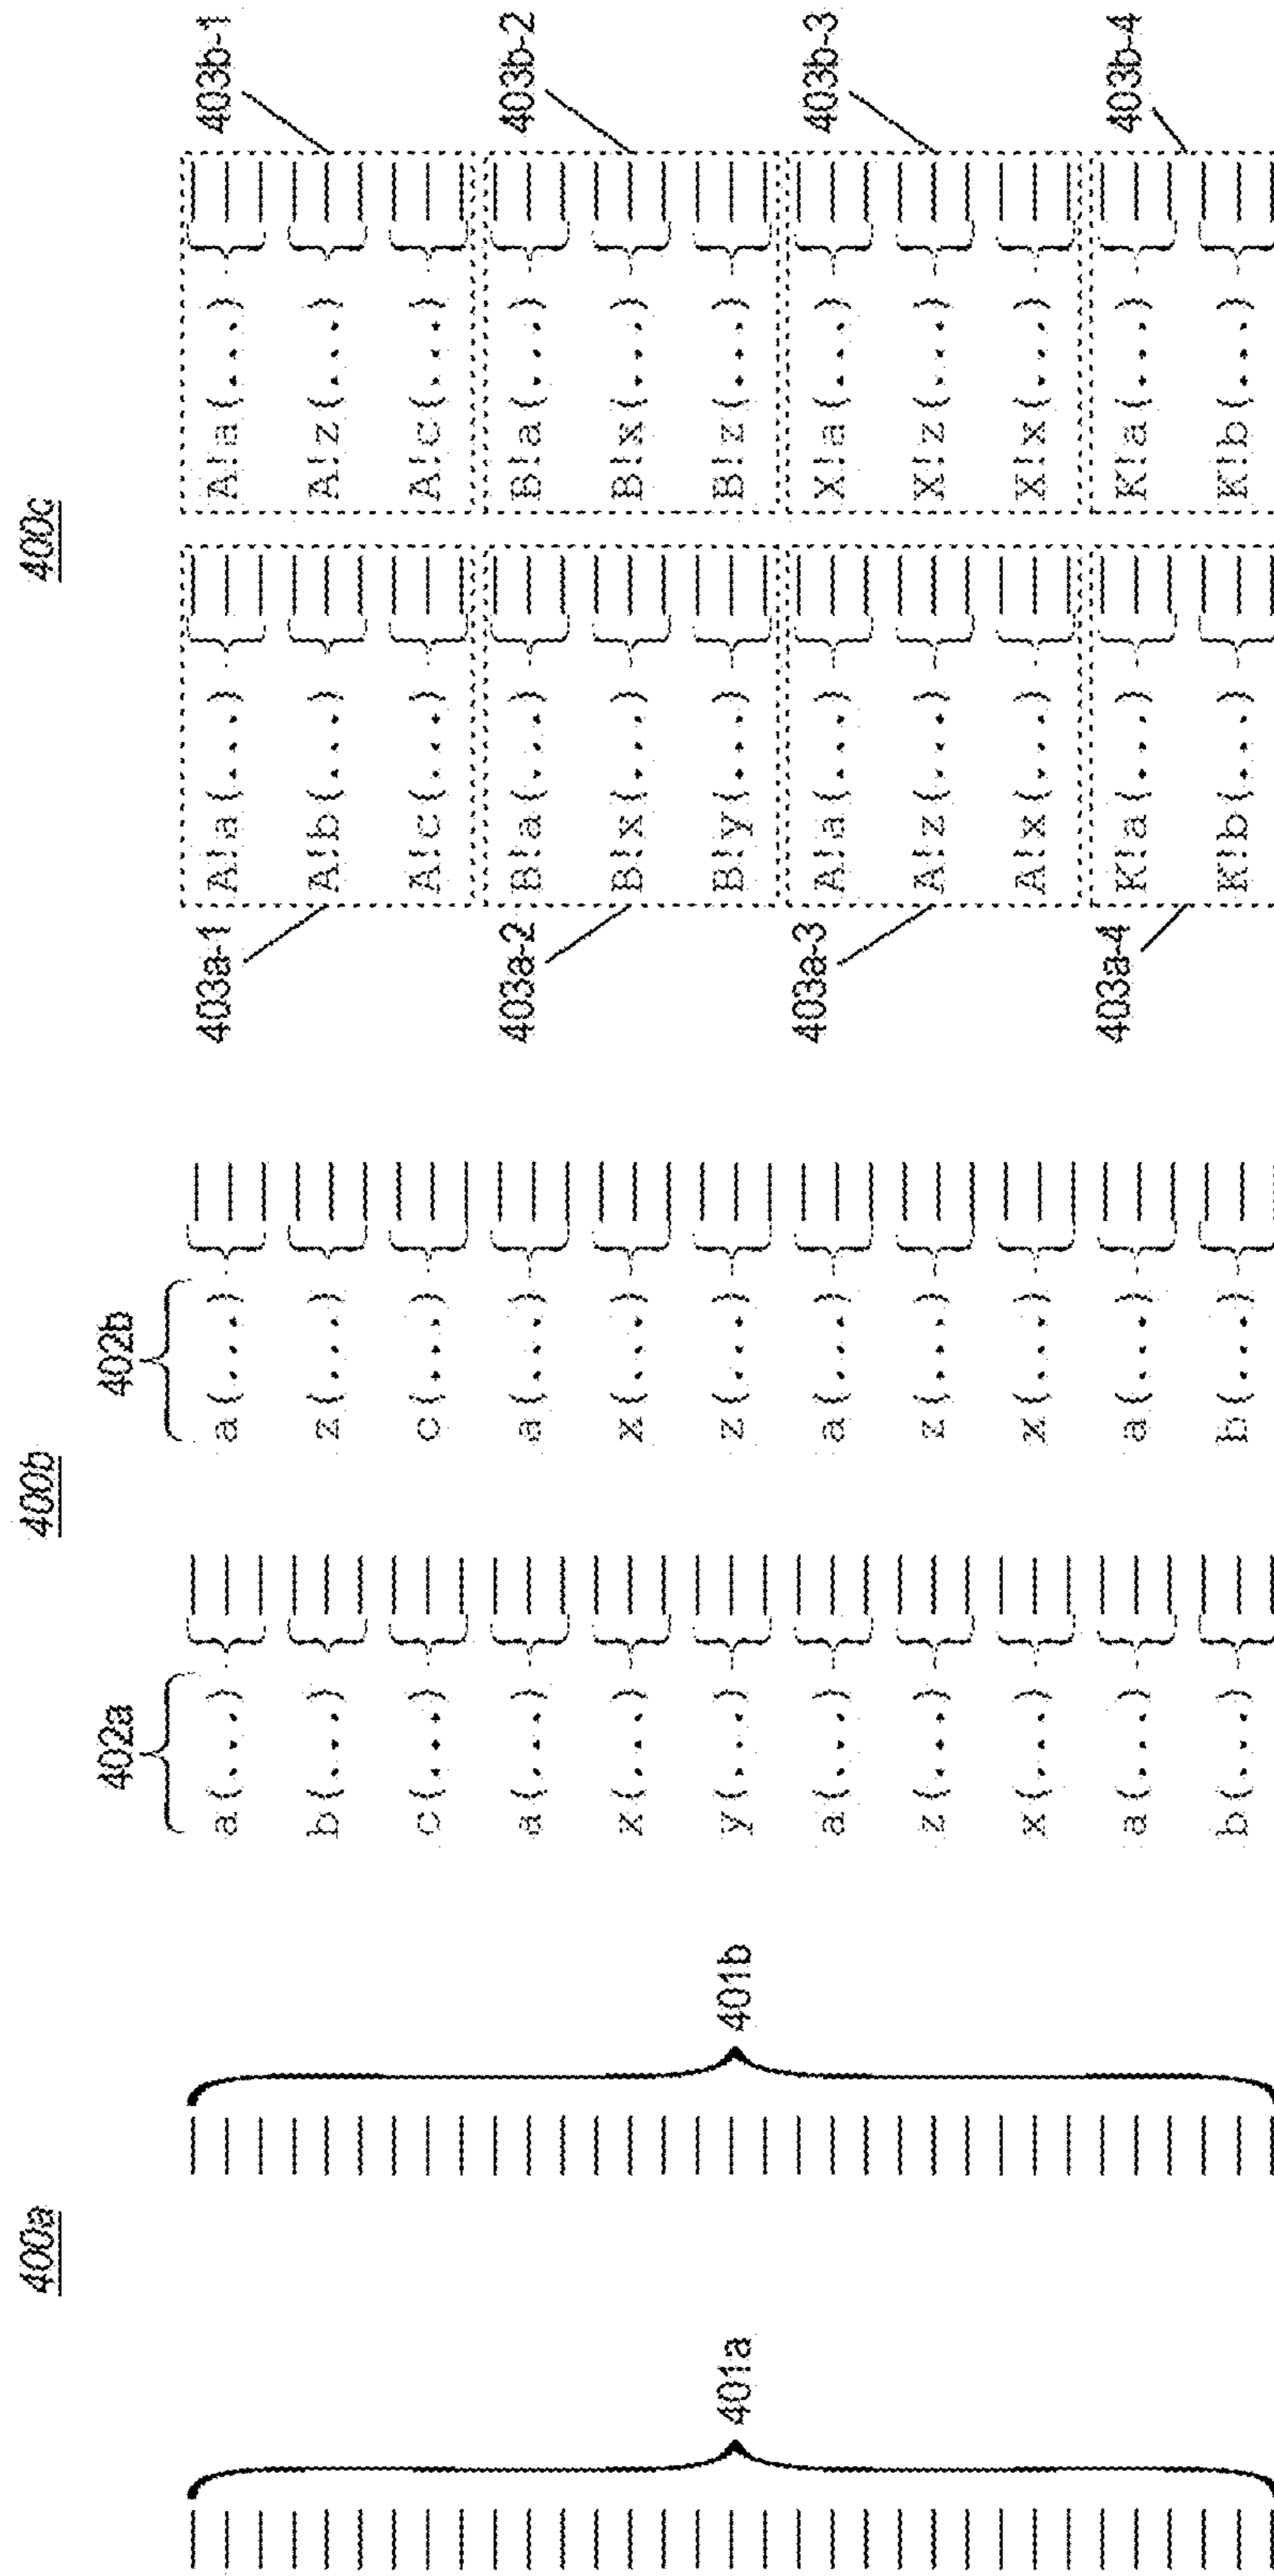 400a 400b 400c
402a 402b
a(...) a(...) 403a-1 A!a(...) A!a(...) 403b-1
b(...) z(...) A!b(...) A!z(...)
c(...) c(...) A!c(...) A!c(...)
a(...) a(...) 403a-2 B!a(...) B!a(...) 403b-2
x(...) x(...) B!x(...) B!x(...)
401a 401b y(...) z(...) B!y(...) B!z(...)
a(...) a(...) 403a-3 A!a(...) X!a(...) 403b-3
z(...) z(...) A!z(...) X!z(...)
x(...) x(...) A!x(...) X!x(...)
a(...) a(...) 403a-4 K!a(...) K!a(...) 403b-4
b(...) b(...) K!b(...) K!b(...)